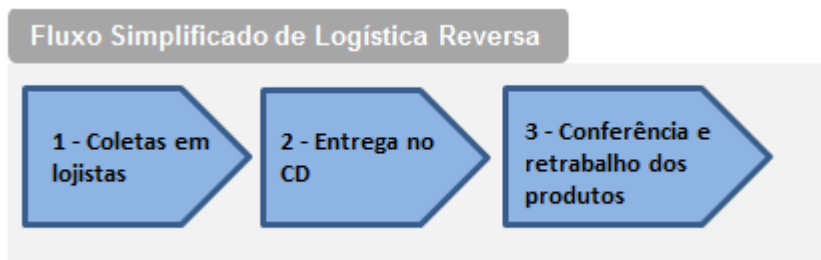 Fluxo Simplificado de Logística Reversa
1 - Coletas em
lojistas
2 - Entrega no
CD
3 - Conferência e
retrabalho dos
produtos